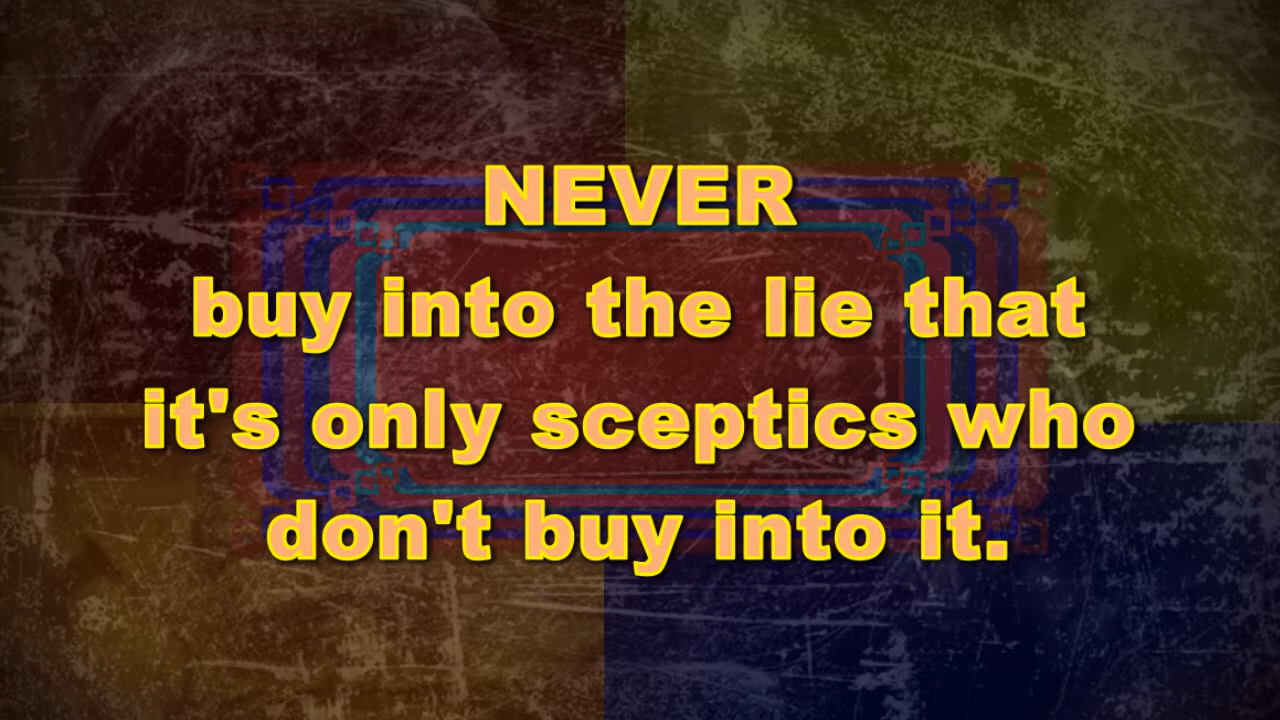 NEVER
buy into the lie that
it's only sceptics who
don't buy into it.